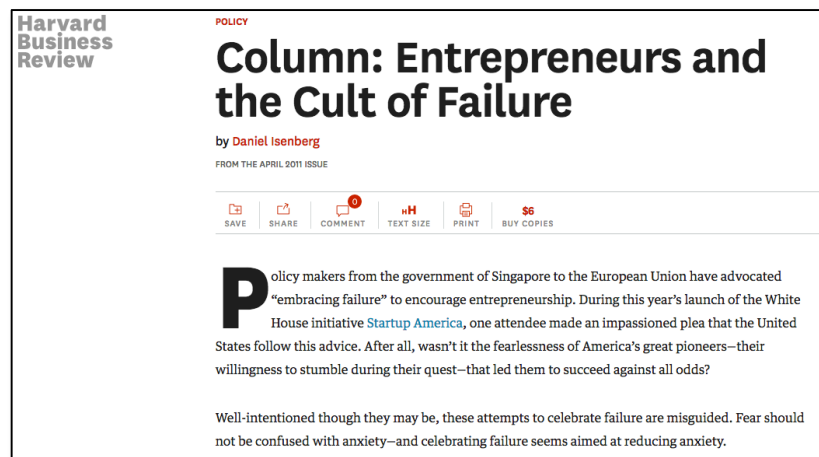 Harvard
Business
Review
POLICY
Column: Entrepreneurs and
the Cult of Failure
by Daniel Isenberg
FROM THE APRIL 2011 ISSUE
0
SAVE SHARE COMMENT HH TEXT SIZE PRINT $6 BUY COPIES
Policy makers from the government of Singapore to the European Union have advocated
“embracing failure” to encourage entrepreneurship. During this year’s launch of the White
House initiative Startup America, one attendee made an impassioned plea that the United
States follow this advice. After all, wasn’t it the fearlessness of America’s great pioneers—their
willingness to stumble during their quest—that led them to succeed against all odds?
Well-intentioned though they may be, these attempts to celebrate failure are misguided. Fear should
not be confused with anxiety—and celebrating failure seems aimed at reducing anxiety.